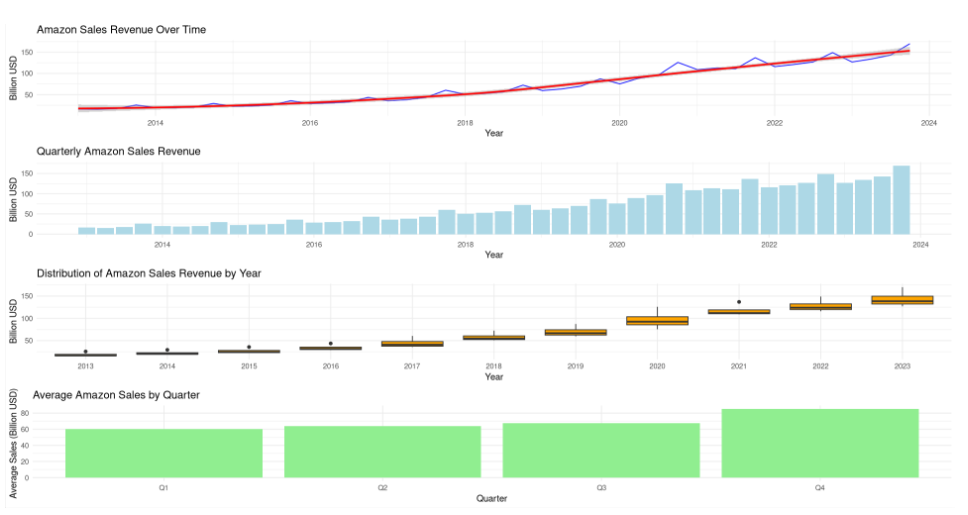 Amazon Sales Revenue Over Time
Billion USD
150
100
50
2014 2016 2018 2020 2022 2024
Year
Quarterly Amazon Sales Revenue
Billion USD
150
100
50
0
2014 2016 2018 2020 2022 2024
Year
Distribution of Amazon Sales Revenue by Year
Billion USD
150
100
50
2013 2014 2015 2016 2017 2018 2019 2020 2021 2022 2023
Year
Average Amazon Sales by Quarter
Average Sales (Billion USD)
80
60
40
20
0
Q1 Q2 Q3 Q4
Quarter